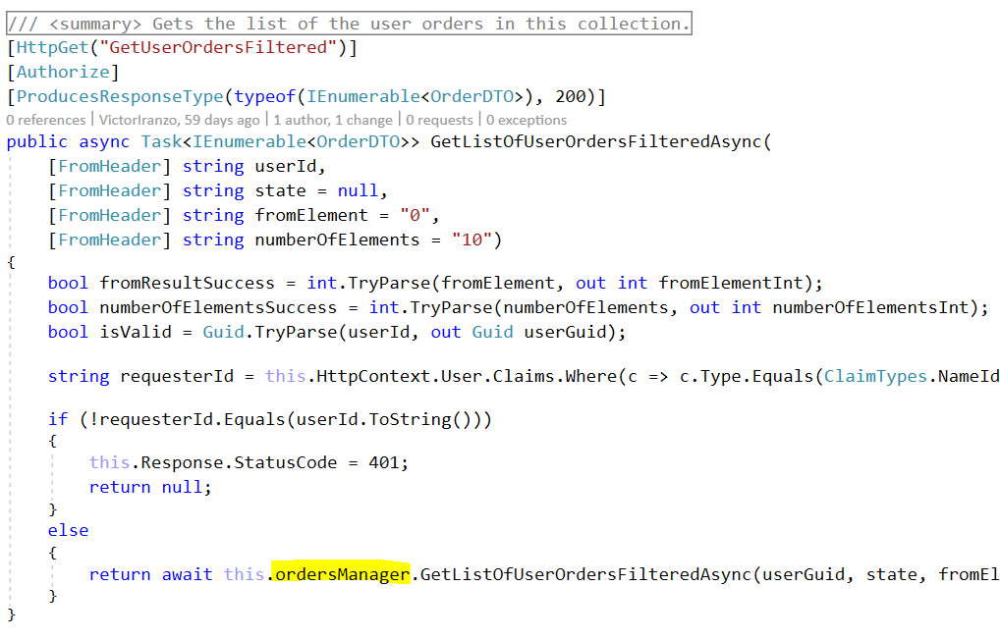 /// <summary> Gets the list of the user orders in this collection.
[HttpGet("GetUserOrdersFiltered")]
[Authorize]
[ProducesResponseType(typeof(IEnumerable<OrderDTO>), 200)]
0 references | VictorIranzo, 59 days ago | 1 author, 1 change | 0 requests | 0 exceptions
public async Task<IEnumerable<OrderDTO>> GetListOfUserOrdersFilteredAsync(
    [FromHeader] string userId,
    [FromHeader] string state = null,
    [FromHeader] string fromElement = "0",
    [FromHeader] string numberOfElements = "10")
{
    bool fromResultSuccess = int.TryParse(fromElement, out int fromElementInt);
    bool numberOfElementsSuccess = int.TryParse(numberOfElements, out int numberOfElementsInt);
    bool isValid = Guid.TryParse(userId, out Guid userGuid);
    string requesterId = this.HttpContext.User.Claims.Where(c => c.Type.Equals(ClaimTypes.NameId
    if (!requesterId.Equals(userId.ToString()))
    {
        this.Response.StatusCode = 401;
        return null;
    }
    else
    {
        return await this.ordersManager.GetListOfUserOrdersFilteredAsync(userGuid, state, fromEl
    }
}